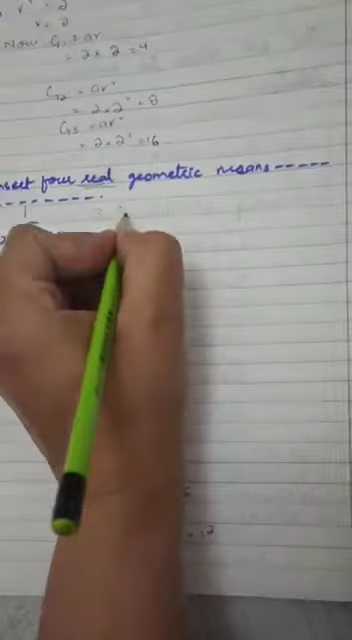 r = 2
Now G₁ = ar
= 2 × 2 = 4
G₂ = ar²
= 2 × 2² = 8
G₃ = ar³
= 2 × 2³ = 16
four real geometric means -----